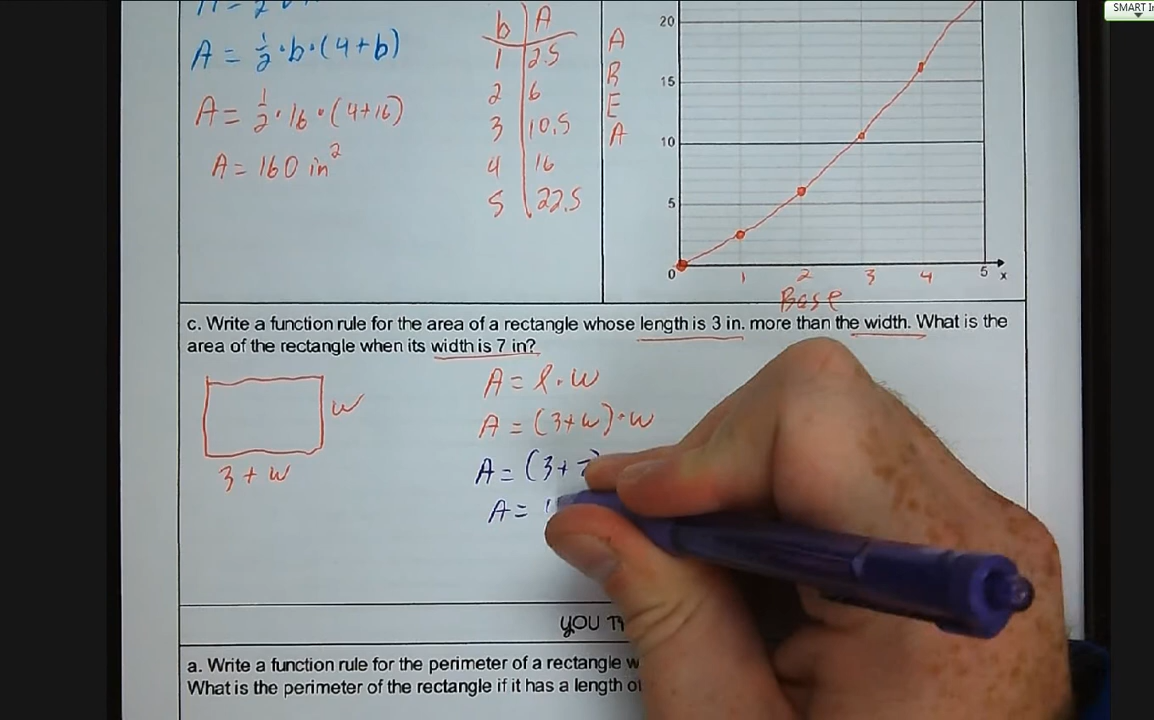 SMART
A = 1/2 · b · (4+b)
A = 1/2 · 16 · (4+16)
A = 160 in²
b A
1 2.5
2 6
3 10.5
4 16
5 22.5
AREA
20
15
10
5
0 1 2 3 4 5 x
Base
c. Write a function rule for the area of a rectangle whose length is 3 in. more than the width. What is the
area of the rectangle when its width is 7 in?
w
3 + w
A = l · w
A = (3+w) · w
A = (3+
A =
YOU
a. Write a function rule for the perimeter of a rectangle
What is the perimeter of the rectangle if it has a length